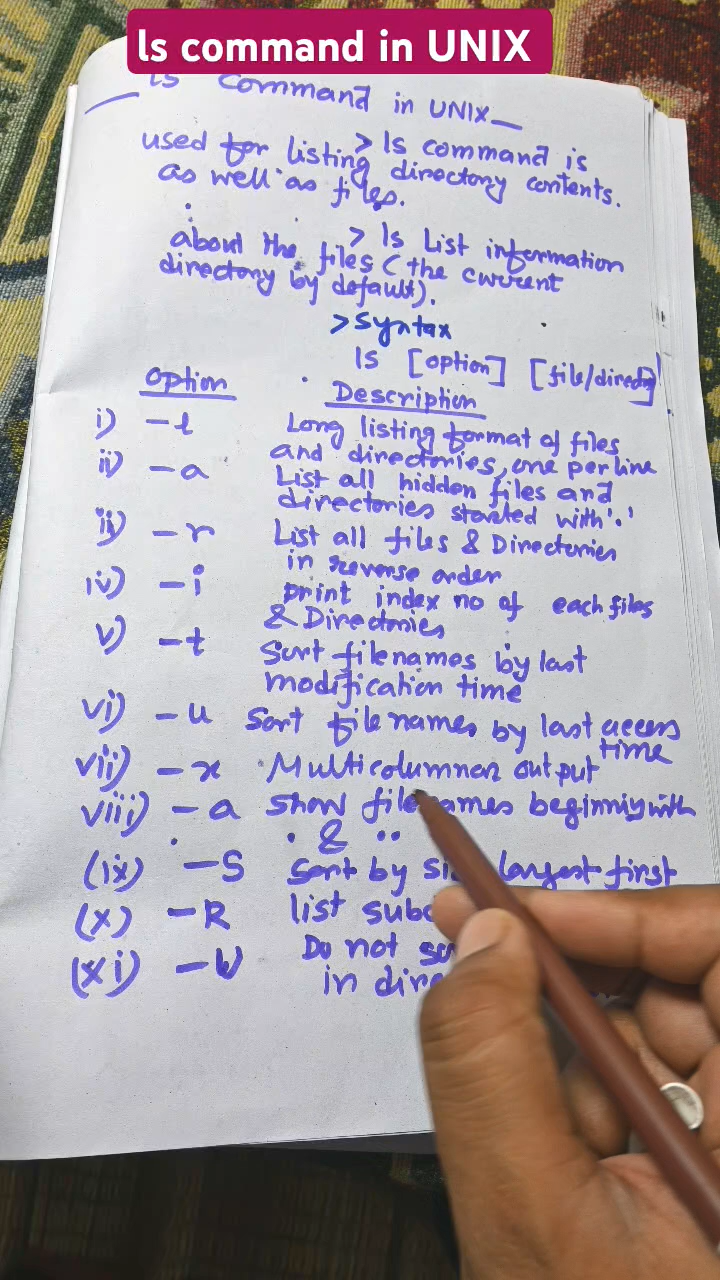 ls command in UNIX
ls Command in UNIX
> ls command is
used for listing directory contents.
as well as files.
> ls List information
about the files (the current
directory by default).
> Syntax
ls [option] [file/directory]
Option Description
i) -l Long listing format of files
and directories, one per line
ii) -a List all hidden files and
directories started with '.'
iii) -r List all files & Directories
in reverse order
iv) -i print index no of each files
& Directories
v) -t Sort filenames by last
modification time
vi) -u Sort file names by last access
time
vii) -x Multicolumner output
viii) -a show filenames beginniy with
. & ..
(ix) -S Sort by size largest first
(x) -R list
(xi) -U Do not
in